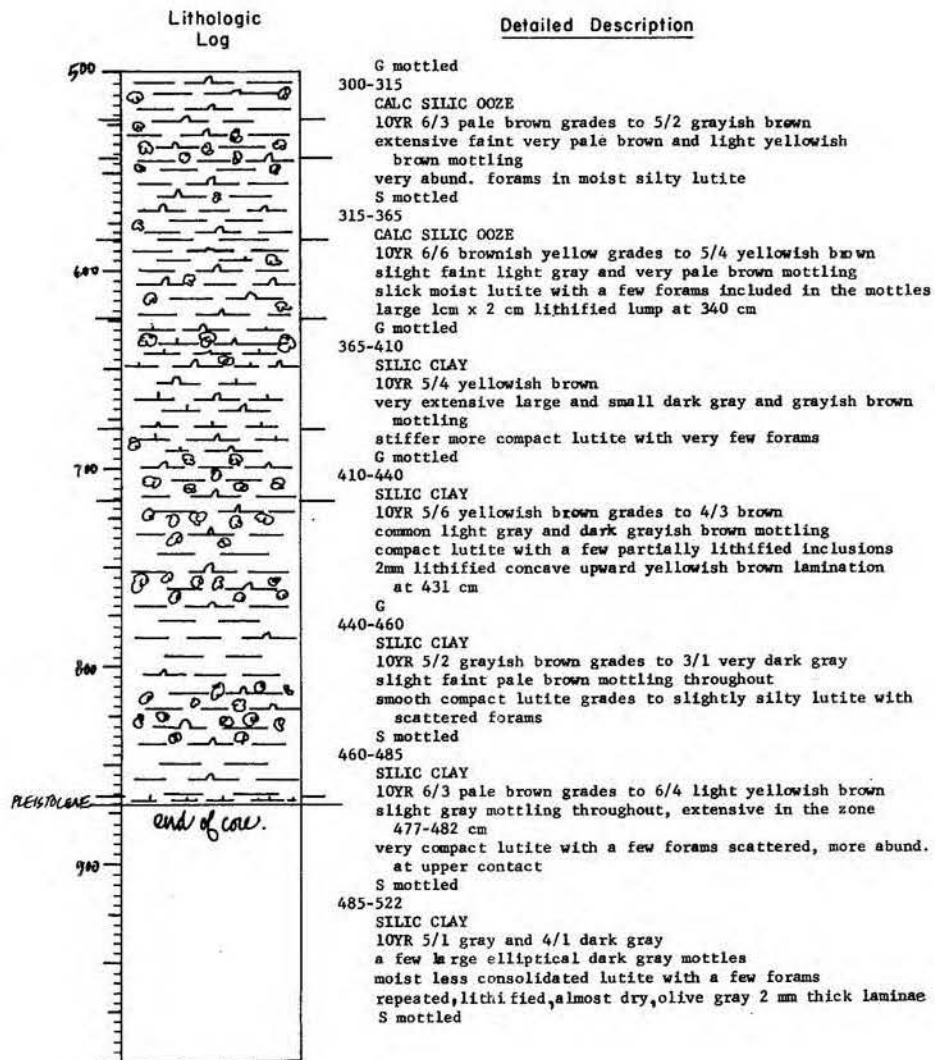 Lithologic
Log
Detailed Description
500
600
700
800
PLEISTOCENE
end of core.
900
G mottled
300-315
CALC SILIC OOZE
10YR 6/3 pale brown grades to 5/2 grayish brown
extensive faint very pale brown and light yellowish
brown mottling
very abund. forams in moist silty lutite
S mottled
315-365
CALC SILIC OOZE
10YR 6/6 brownish yellow grades to 5/4 yellowish brown
slight faint light gray and very pale brown mottling
slick moist lutite with a few forams included in the mottles
large 1cm x 2 cm lithified lump at 340 cm
G mottled
365-410
SILIC CLAY
10YR 5/4 yellowish brown
very extensive large and small dark gray and grayish brown
mottling
stiffer more compact lutite with very few forams
G mottled
410-440
SILIC CLAY
10YR 5/6 yellowish brown grades to 4/3 brown
common light gray and dark grayish brown mottling
compact lutite with a few partially lithified inclusions
2mm lithified concave upward yellowish brown lamination
at 431 cm
G
440-460
SILIC CLAY
10YR 5/2 grayish brown grades to 3/1 very dark gray
slight faint pale brown mottling throughout
smooth compact lutite grades to slightly silty lutite with
scattered forams
S mottled
460-485
SILIC CLAY
10YR 6/3 pale brown grades to 6/4 light yellowish brown
slight gray mottling throughout, extensive in the zone
477-482 cm
very compact lutite with a few forams scattered, more abund.
at upper contact
S mottled
485-522
SILIC CLAY
10YR 5/1 gray and 4/1 dark gray
a few large elliptical dark gray mottles
moist less consolidated lutite with a few forams
repeated,lithified,almost dry,olive gray 2 mm thick laminae
S mottled